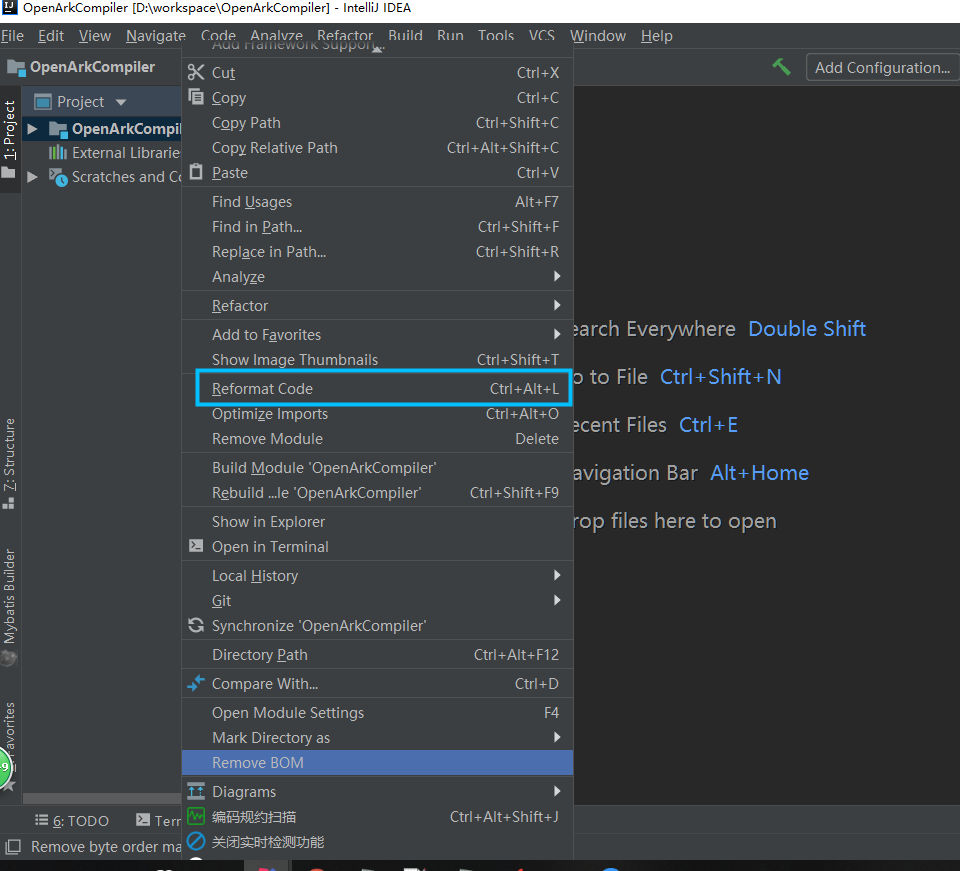 OpenArkCompiler [D:\workspace\OpenArkCompiler] - IntelliJ IDEA
File Edit View Navigate Code Analyze Refactor Build Run Tools VCS Window Help
OpenArkCompiler
Add Configuration...
Project
OpenArkCompil
External Librarie
Scratches and Co
1: Project
7: Structure
Mybatis Builder
Favorites
Add Framework Support...
Cut Ctrl+X
Copy Ctrl+C
Copy Path Ctrl+Shift+C
Copy Relative Path Ctrl+Alt+Shift+C
Paste Ctrl+V
Find Usages Alt+F7
Find in Path... Ctrl+Shift+F
Replace in Path... Ctrl+Shift+R
Analyze
Refactor
Add to Favorites
Show Image Thumbnails Ctrl+Shift+T
Reformat Code Ctrl+Alt+L
Optimize Imports Ctrl+Alt+O
Remove Module Delete
Build Module 'OpenArkCompiler'
Rebuild ...le 'OpenArkCompiler' Ctrl+Shift+F9
Show in Explorer
Open in Terminal
Local History
Git
Synchronize 'OpenArkCompiler'
Directory Path Ctrl+Alt+F12
Compare With... Ctrl+D
Open Module Settings F4
Mark Directory as
Remove BOM
Diagrams
编码规约扫描 Ctrl+Alt+Shift+J
关闭实时检测功能
earch Everywhere Double Shift
o to File Ctrl+Shift+N
ecent Files Ctrl+E
avigation Bar Alt+Home
rop files here to open
6: TODO
Terr
Remove byte order ma